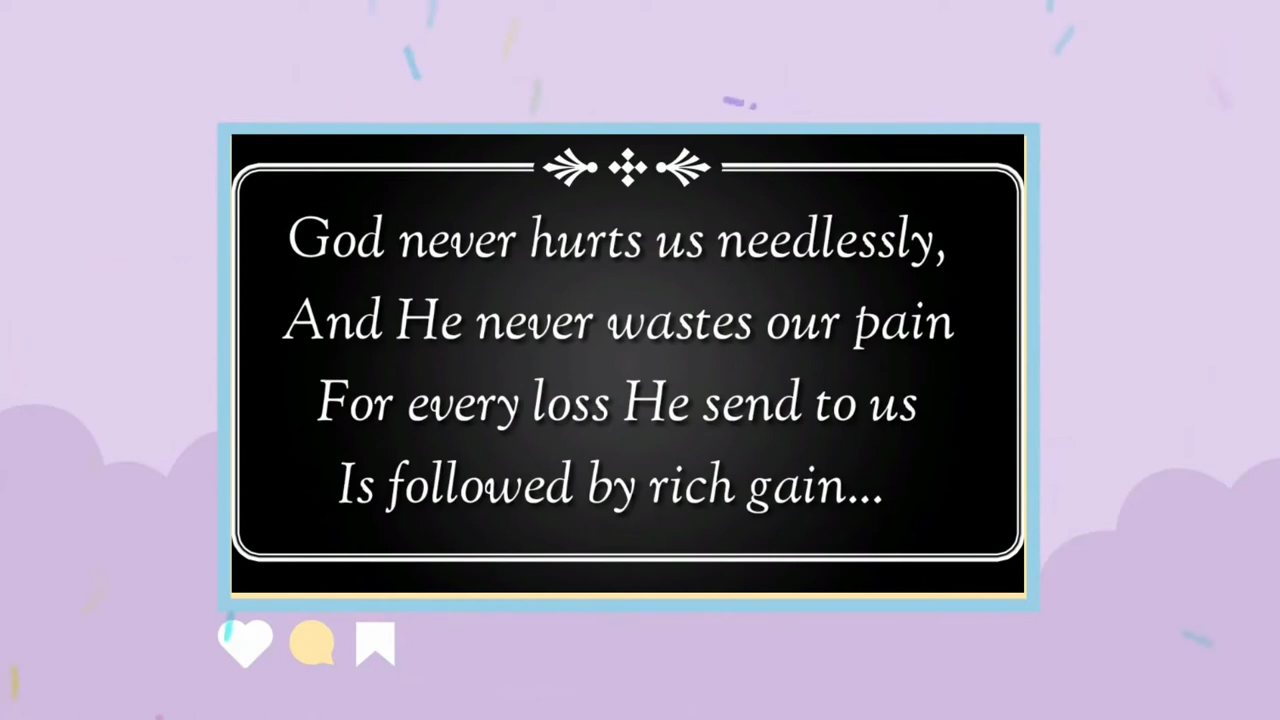 God never hurts us needlessly,
And He never wastes our pain
For every loss He send to us
Is followed by rich gain...